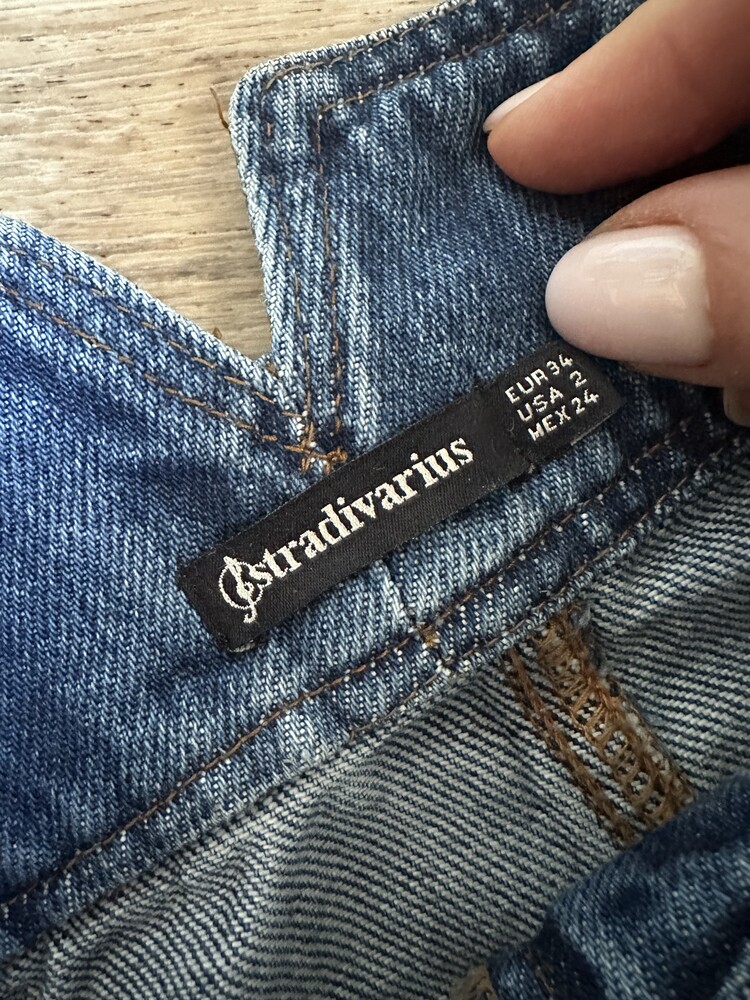 stradivarius
EUR 34
USA 2
MEX 24